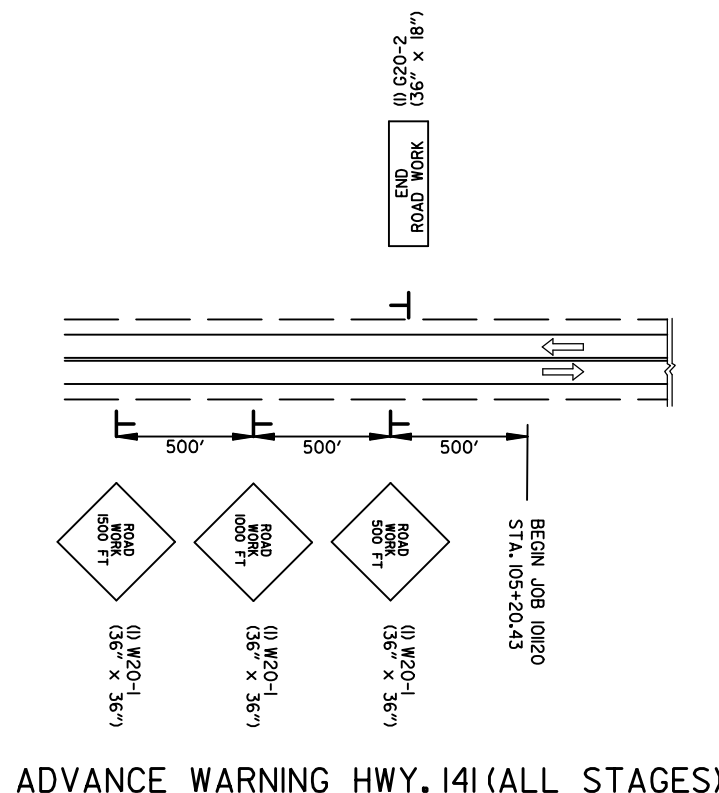 (1) G20-2
(36" x 18")
END
ROAD WORK
500'
500'
500'
ROAD
WORK
1500 FT
ROAD
WORK
1000 FT
ROAD
WORK
500 FT
BEGIN JOB 101120
STA. 105+20.43
(1) W20-1
(36" x 36")
(1) W20-1
(36" x 36")
(1) W20-1
(36" x 36")
ADVANCE WARNING HWY. 141 (ALL STAGES)